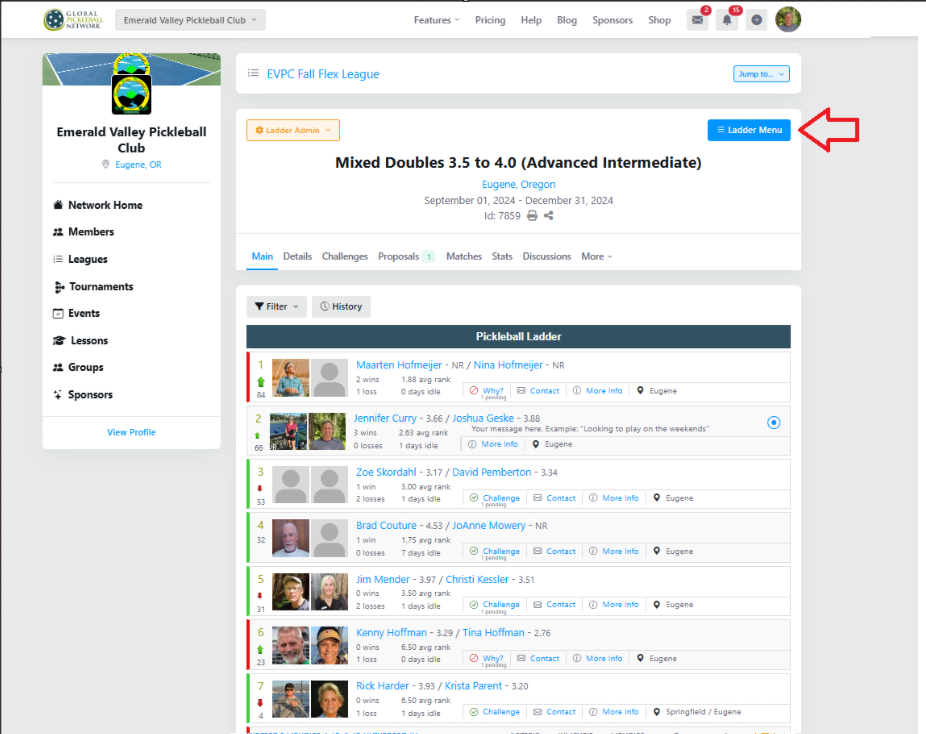 GLOBAL
PICKLEBALL
NETWORK
Emerald Valley Pickleball Club
Features
Pricing
Help
Blog
Sponsors
Shop
2
15
Emerald Valley Pickleball
Club
Eugene, OR
Network Home
Members
Leagues
Tournaments
Events
Lessons
Groups
Sponsors
View Profile
EVPC Fall Flex League
Jump to...
Ladder Admin
Ladder Menu
Mixed Doubles 3.5 to 4.0 (Advanced Intermediate)
Eugene, Oregon
September 01, 2024 - December 31, 2024
Id: 7859
Main Details Challenges Proposals 1 Matches Stats Discussions More
Filter
History
Pickleball Ladder
1 Maarten Hofmeijer - NR / Nina Hofmeijer - NR
2 wins 1.88 avg rank
84 1 loss 0 days idle Why? Contact More Info Eugene
1 pending
2 Jennifer Curry - 3.66 / Joshua Geske - 3.88
3 wins 2.63 avg rank Your message here. Example: "Looking to play on the weekends"
66 0 losses 1 days idle More Info Eugene
3 Zoe Skordahl - 3.17 / David Pemberton - 3.34
1 win 3.00 avg rank
53 2 losses 1 days idle Challenge Contact More Info Eugene
1 pending
4 Brad Couture - 4.53 / JoAnne Mowery - NR
32 1 win 1.75 avg rank
0 losses 7 days idle Challenge Contact More Info Eugene
1 pending
5 Jim Mender - 3.97 / Christi Kessler - 3.51
0 wins 3.50 avg rank
31 2 losses 1 days idle Challenge Contact More Info Eugene
1 pending
6 Kenny Hoffman - 3.29 / Tina Hoffman - 2.76
0 wins 6.50 avg rank
23 1 loss 0 days idle Why? Contact More Info Eugene
1 pending
7 Rick Harder - 3.93 / Krista Parent - 3.20
0 wins 6.50 avg rank
4 1 loss 1 days idle Challenge Contact More Info Springfield / Eugene